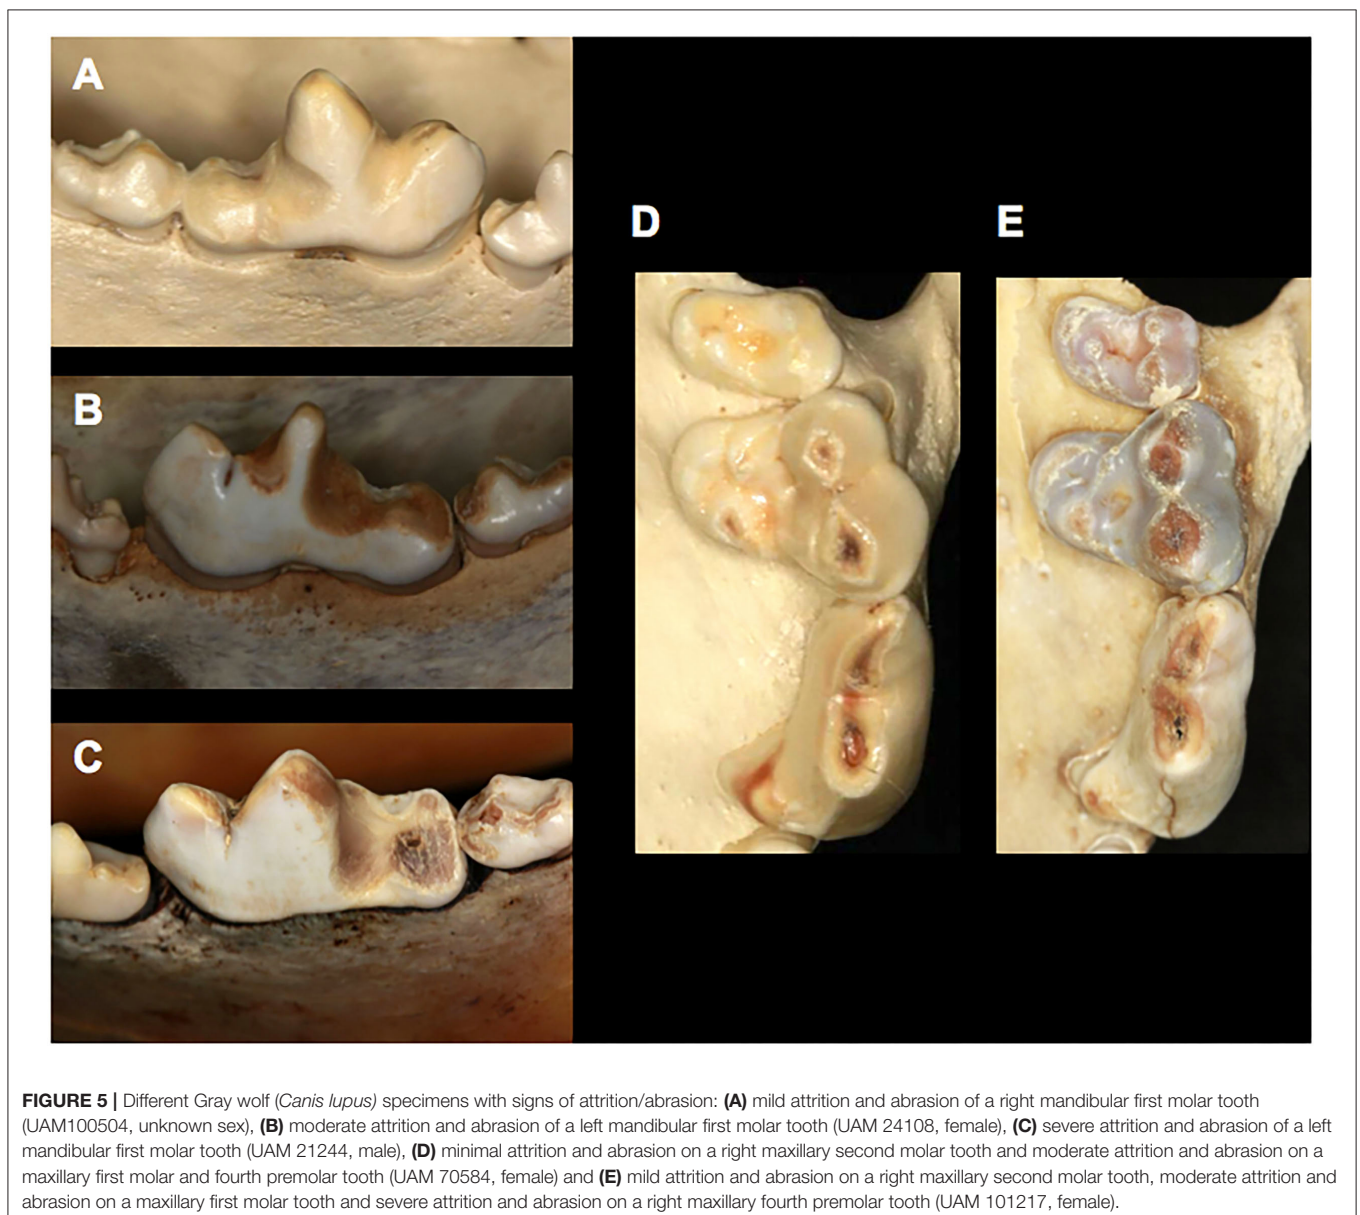 A
B
C
D
E
FIGURE 5 | Different Gray wolf (Canis lupus) specimens with signs of attrition/abrasion: (A) mild attrition and abrasion of a right mandibular first molar tooth
(UAM100504, unknown sex), (B) moderate attrition and abrasion of a left mandibular first molar tooth (UAM 24108, female), (C) severe attrition and abrasion of a left
mandibular first molar tooth (UAM 21244, male), (D) minimal attrition and abrasion on a right maxillary second molar tooth and moderate attrition and abrasion on a
maxillary first molar and fourth premolar tooth (UAM 70584, female) and (E) mild attrition and abrasion on a right maxillary second molar tooth, moderate attrition and
abrasion on a maxillary first molar tooth and severe attrition and abrasion on a right maxillary fourth premolar tooth (UAM 101217, female).